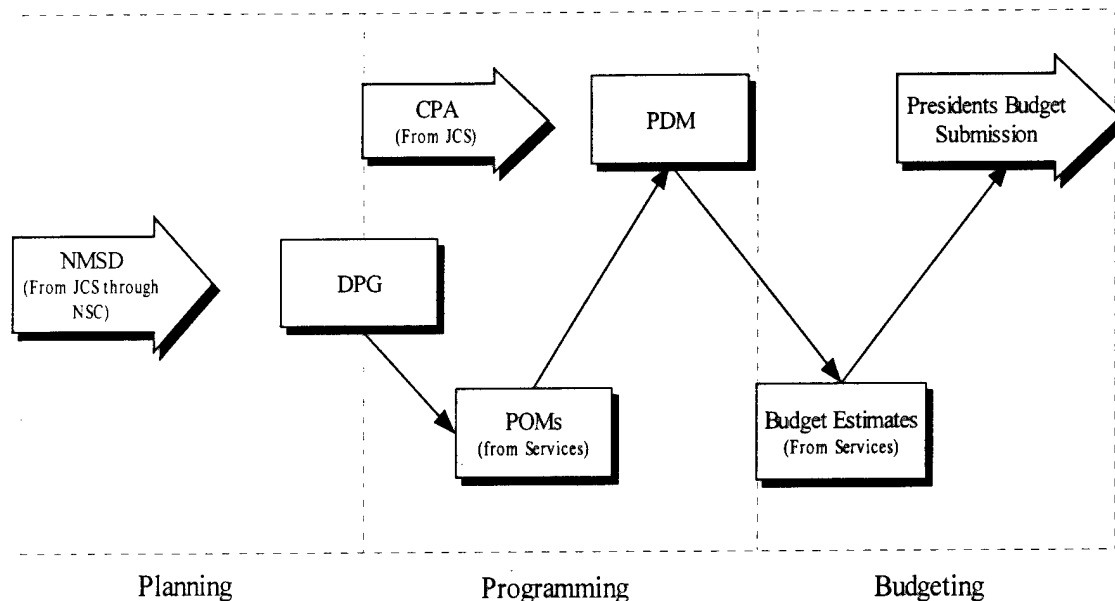 CPA
(From JCS)
PDM
Presidents Budget
Submission
NMSD
(From JCS through
NSC)
DPG
POMs
(from Services)
Budget Estimates
(From Services)
Planning
Programming
Budgeting